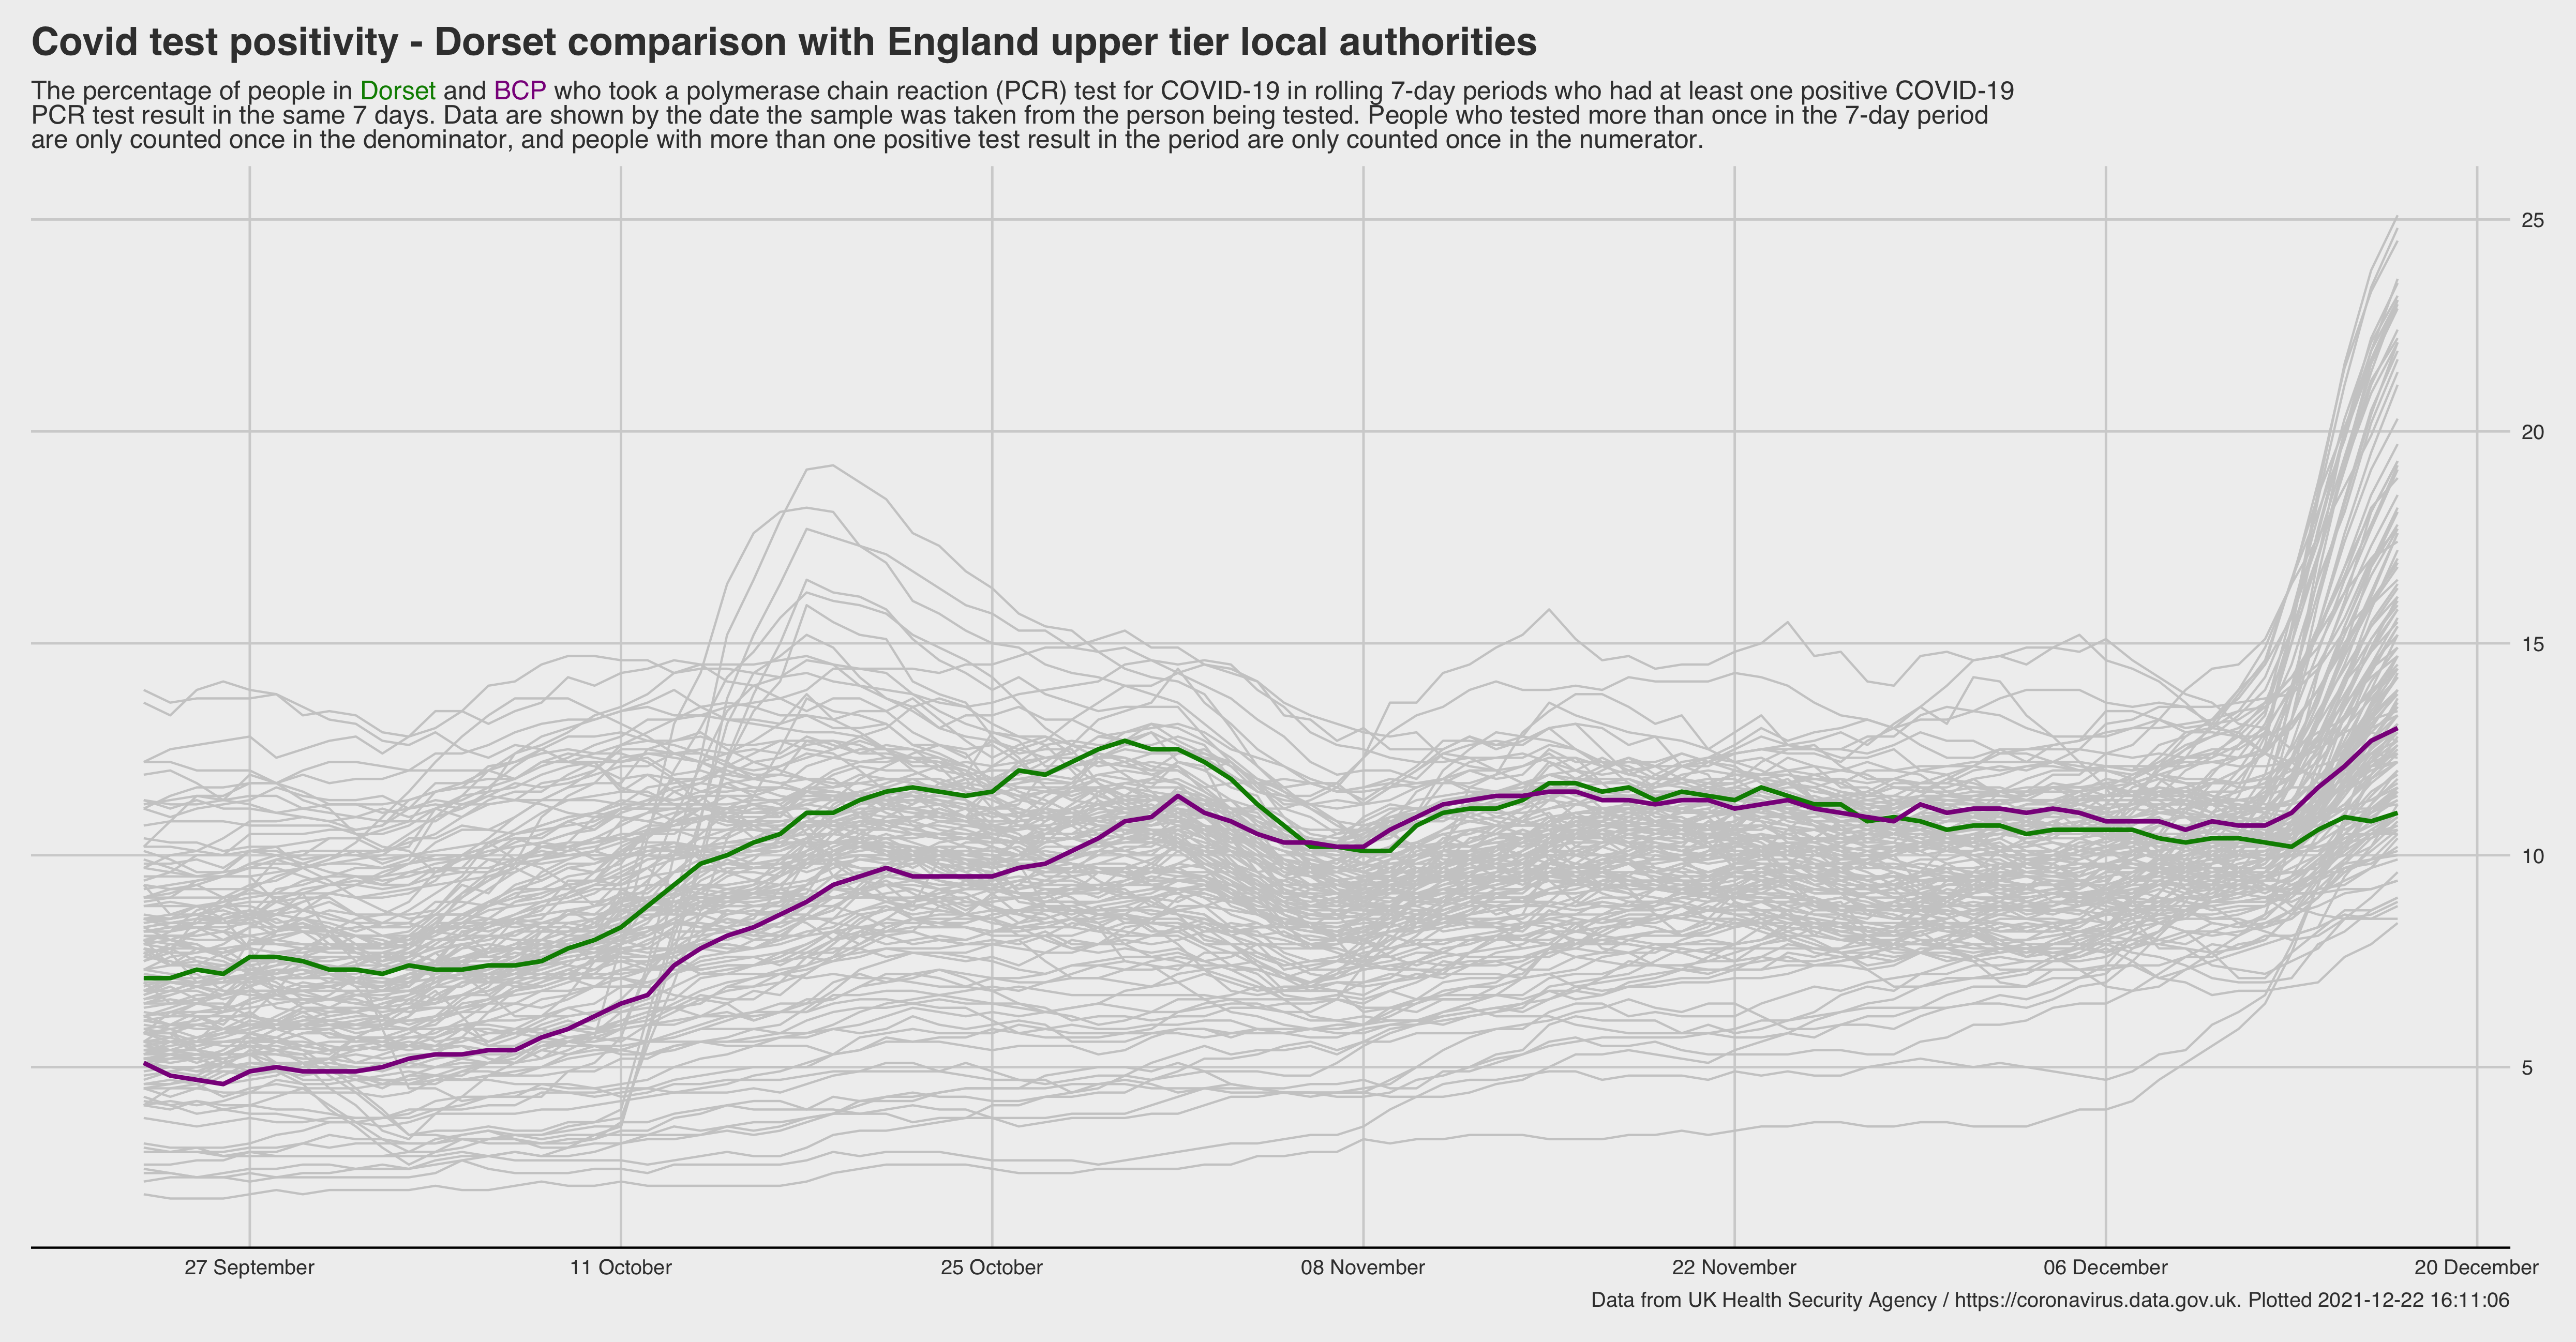 Covid test positivity - Dorset comparison with England upper tier local authorities
The percentage of people in Dorset and BCP who took a polymerase chain reaction (PCR) test for COVID-19 in rolling 7-day periods who had at least one positive COVID-19
PCR test result in the same 7 days. Data are shown by the date the sample was taken from the person being tested. People who tested more than once in the 7-day period
are only counted once in the denominator, and people with more than one positive test result in the period are only counted once in the numerator.
25
20
15
10
5
27 September
11 October
25 October
08 November
22 November
06 December
20 December
Data from UK Health Security Agency / https://coronavirus.data.gov.uk. Plotted 2021-12-22 16:11:06